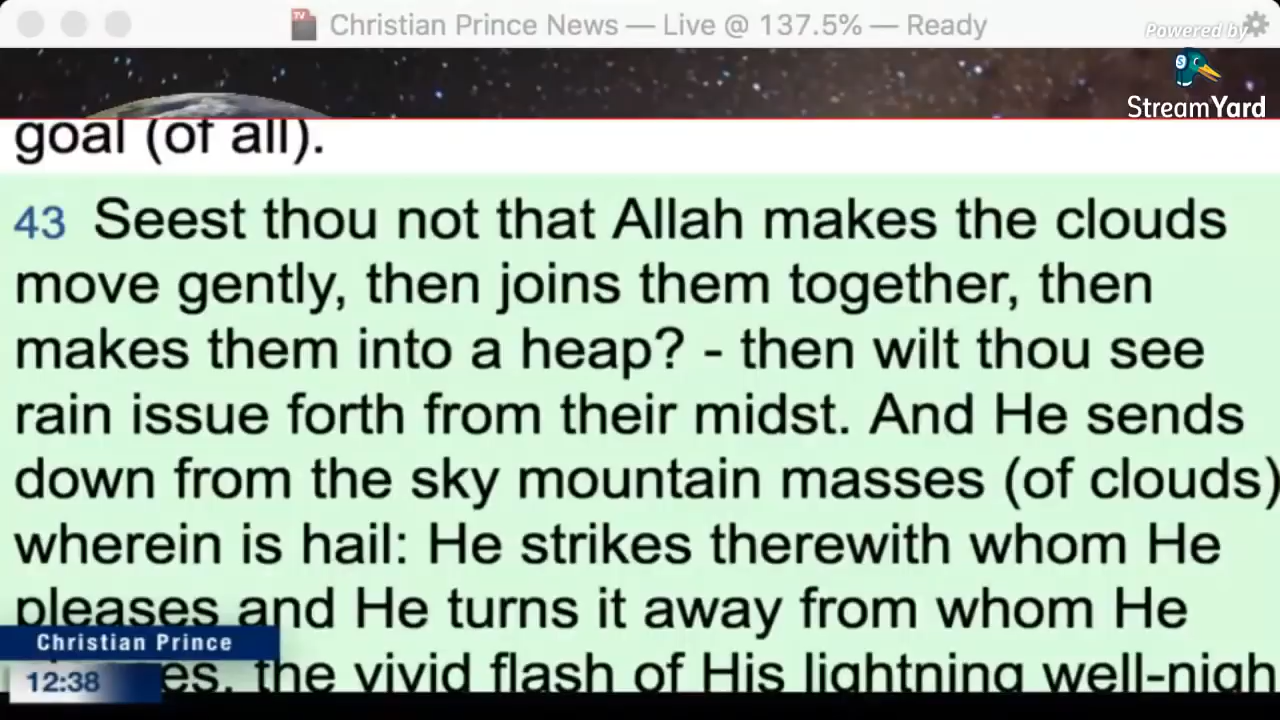 Christian Prince News — Live @ 137.5% — Ready
Powered by
StreamYard
goal (of all).
43 Seest thou not that Allah makes the clouds
move gently, then joins them together, then
makes them into a heap? - then wilt thou see
rain issue forth from their midst. And He sends
down from the sky mountain masses (of clouds)
wherein is hail: He strikes therewith whom He
pleases and He turns it away from whom He
the vivid flash of His lightning well-nigh
Christian Prince
12:38